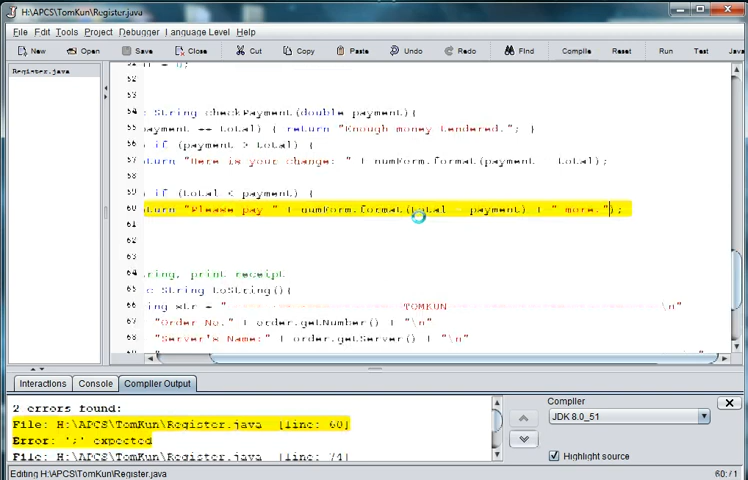 H:\APCS\TomKun\Register.java
File Edit Tools Project Debugger Language Level Help
New Open Save Close Cut Copy Paste Undo Redo Find Compile Reset Run Test
Register.java
52
53
54 c String checkPayment(double payment){
55 payment == total) { return "Enough money tendered."; }
56 if (payment > total) {
57 turn "Here is your change: " + numForm.format(payment - total);
58
59 if (total < payment) {
60 turn "Please pay " + numForm.format(total - payment) + " more.");
61
62
63
64 tring, print receipt
65 c String toString(){
66 ing str = " TOMKUN \n"
67 "Order No." + order.getNumber() + "\n"
68 "Server's Name:" + order.getServer() + "\n"
Interactions Console Compiler Output
2 errors found:
File: H:\APCS\TomKun\Register.java [line: 60]
Error: ';' expected
File: H:\APCS\TomKun\Register.java [line: 74]
Compiler
JDK 8.0_51
Highlight source
Editing H:\APCS\TomKun\Register.java 60:/1